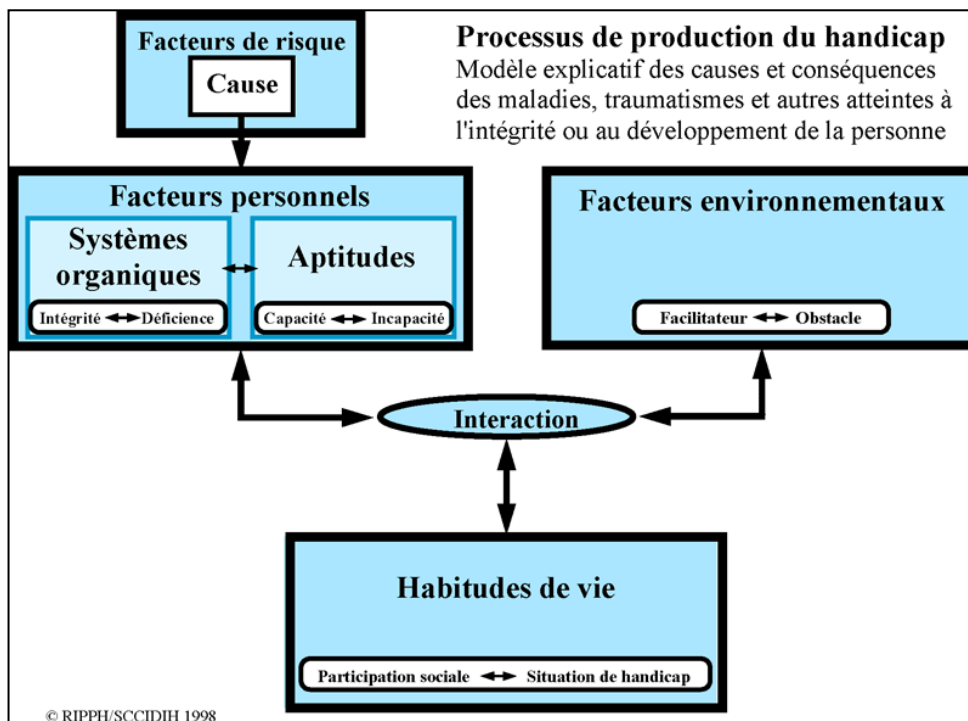 Facteurs de risque
Cause
Processus de production du handicap
Modèle explicatif des causes et conséquences
des maladies, traumatismes et autres atteintes à
l'intégrité ou au développement de la personne
Facteurs personnels
Systèmes
organiques
Intégrité Déficience
Aptitudes
Capacité Incapacité
Facteurs environnementaux
Facilitateur Obstacle
Interaction
Habitudes de vie
Participation sociale Situation de handicap
© RIPPH/SCCIDIH 1998